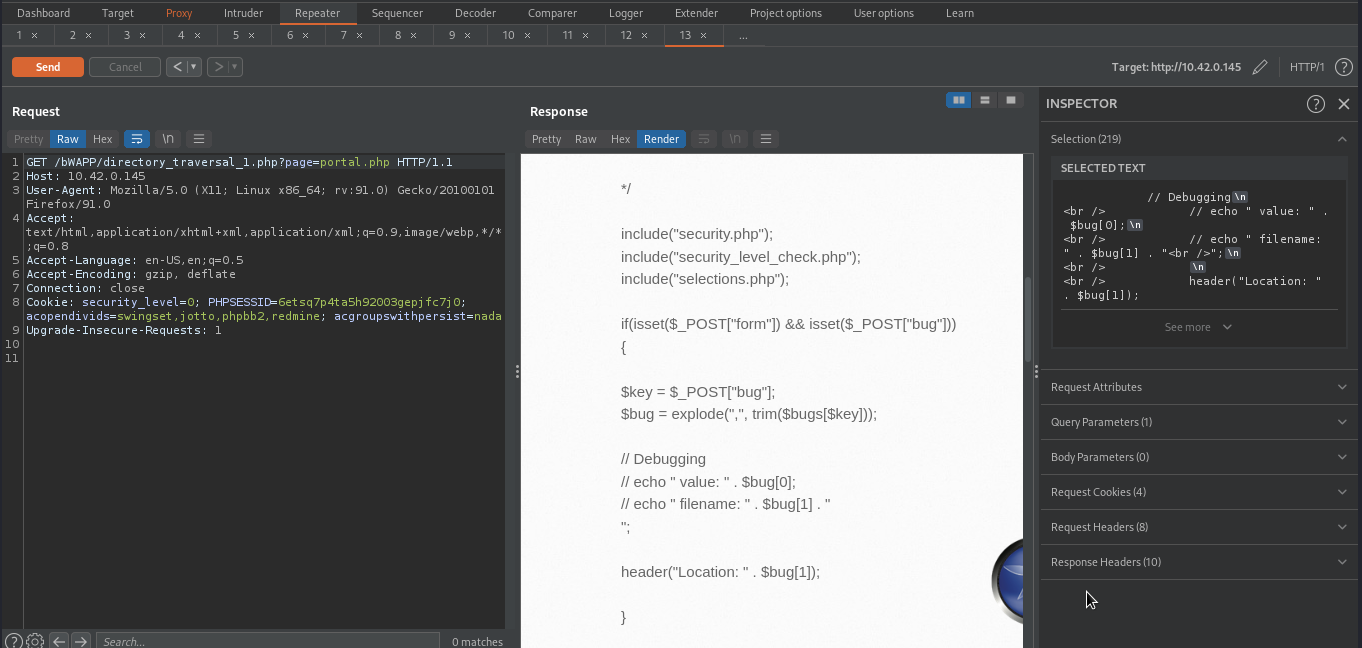 Dashboard Target Proxy Intruder Repeater Sequencer Decoder Comparer Logger Extender Project options User options Learn
1 × 2 × 3 × 4 × 5 × 6 × 7 × 8 × 9 × 10 × 11 × 12 × 13 × ...
Send Cancel < ▾ > ▾ Target: http://10.42.0.145 HTTP/1 ?
Request
Pretty Raw Hex \n
1 GET /bWAPP/directory_traversal_1.php?page=portal.php HTTP/1.1
2 Host: 10.42.0.145
3 User-Agent: Mozilla/5.0 (X11; Linux x86_64; rv:91.0) Gecko/20100101
Firefox/91.0
4 Accept:
text/html,application/xhtml+xml,application/xml;q=0.9,image/webp,*/*
;q=0.8
5 Accept-Language: en-US,en;q=0.5
6 Accept-Encoding: gzip, deflate
7 Connection: close
8 Cookie: security_level=0; PHPSESSID=6etsq7p4ta5h92003gepjfc7j0;
acopendivids=swingset,jotto,phpbb2,redmine; acgroupswithpersist=nada
9 Upgrade-Insecure-Requests: 1
10
11
? Search... 0 matches
Response
Pretty Raw Hex Render \n
*/
include("security.php");
include("security_level_check.php");
include("selections.php");
if(isset($_POST["form"]) && isset($_POST["bug"]))
{
$key = $_POST["bug"];
$bug = explode(",", trim($bugs[$key]));
// Debugging
// echo " value: " . $bug[0];
// echo " filename: " . $bug[1] . "
";
header("Location: " . $bug[1]);
}
INSPECTOR ? ×
Selection (219)
SELECTED TEXT
// Debugging\n
<br /> // echo " value: " .
$bug[0];\n
<br /> // echo " filename:
" . $bug[1] . "<br />";\n
<br /> \n
<br /> header("Location: "
. $bug[1]);
See more
Request Attributes
Query Parameters (1)
Body Parameters (0)
Request Cookies (4)
Request Headers (8)
Response Headers (10)